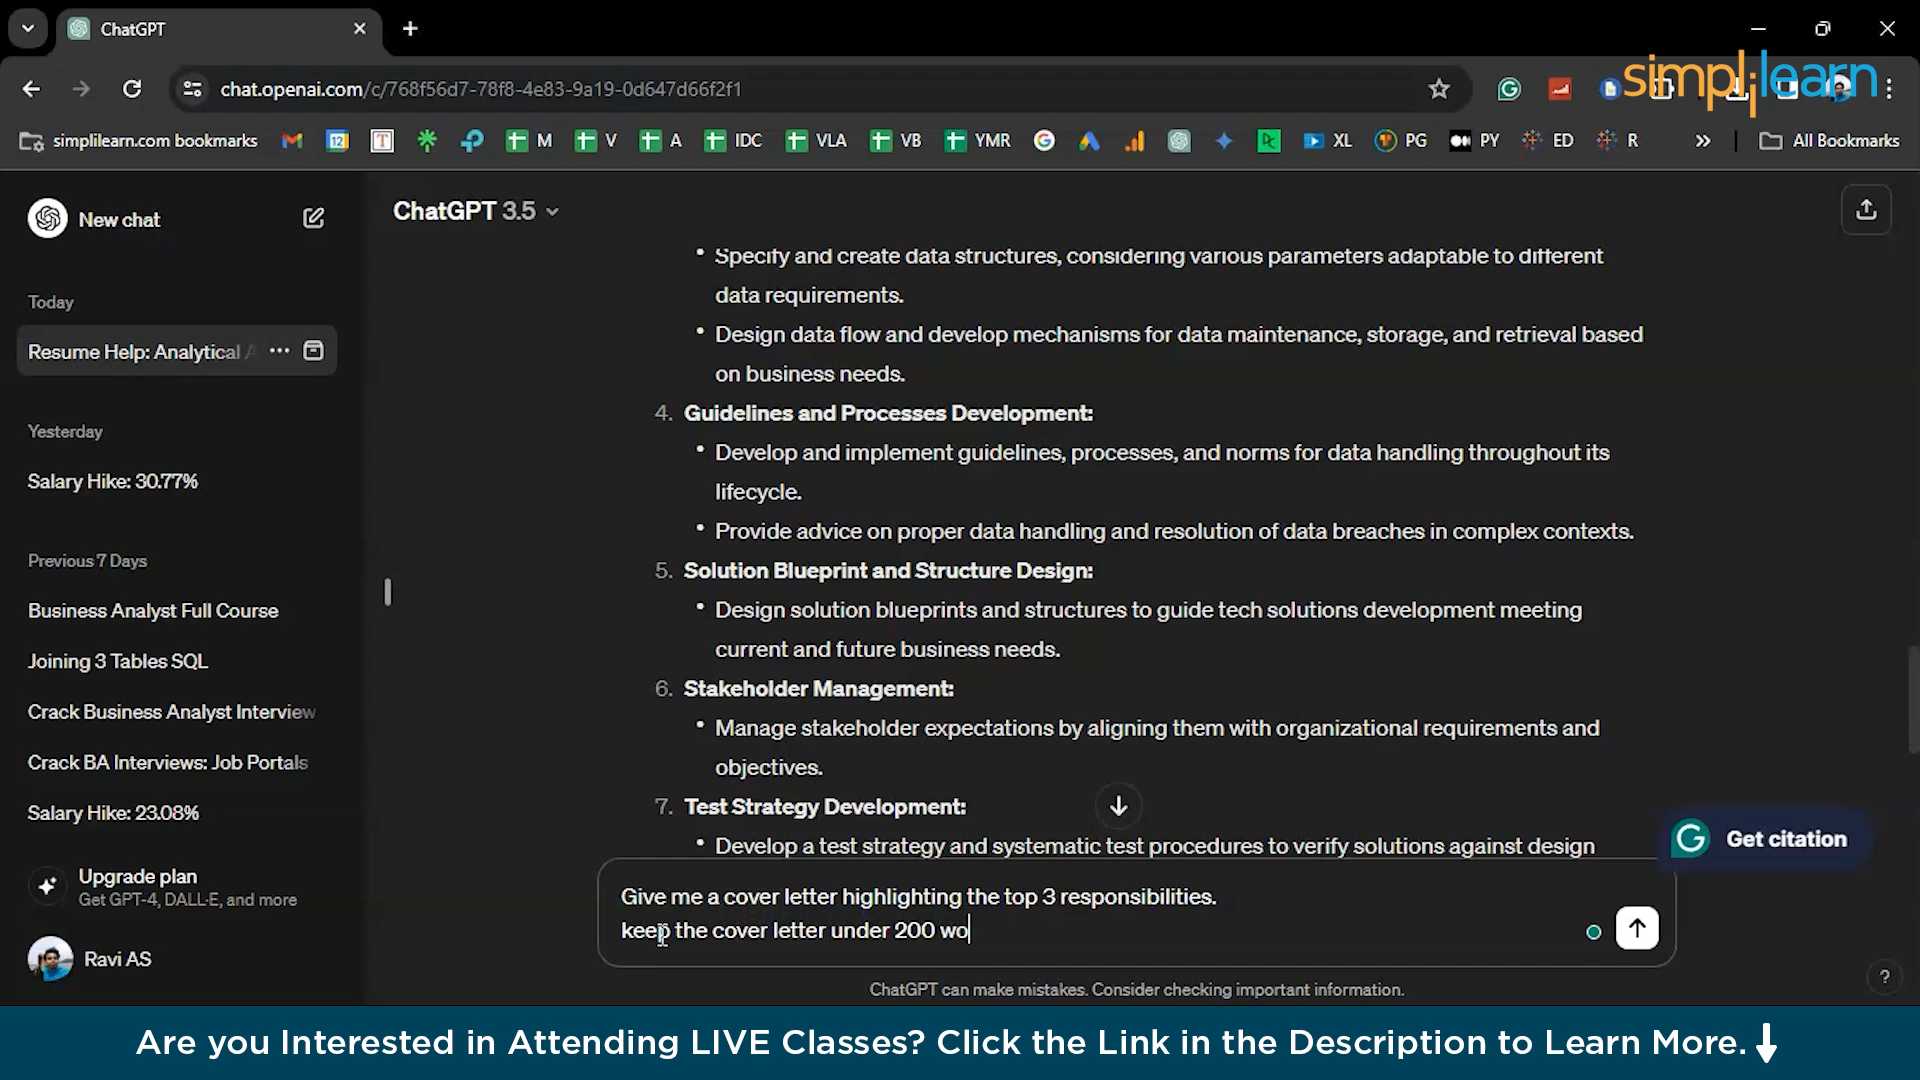 ChatGPT
simplilearn
chat.openai.com/c/768f56d7-78f8-4e83-9a19-0d647d66f2f1
simplilearn.com bookmarks
12
T
M
V
A
IDC
VLA
VB
YMR
XL
PG
PY
ED
R
All Bookmarks
New chat
ChatGPT 3.5
Today
Resume Help: Analytical
Yesterday
Salary Hike: 30.77%
Previous 7 Days
Business Analyst Full Course
Joining 3 Tables SQL
Crack Business Analyst Interview
Crack BA Interviews: Job Portals
Salary Hike: 23.08%
Upgrade plan
Get GPT-4, DALL·E, and more
Ravi AS
• Specify and create data structures, considering various parameters adaptable to different
data requirements.
• Design data flow and develop mechanisms for data maintenance, storage, and retrieval based
on business needs.
4. Guidelines and Processes Development:
• Develop and implement guidelines, processes, and norms for data handling throughout its
lifecycle.
• Provide advice on proper data handling and resolution of data breaches in complex contexts.
5. Solution Blueprint and Structure Design:
• Design solution blueprints and structures to guide tech solutions development meeting
current and future business needs.
6. Stakeholder Management:
• Manage stakeholder expectations by aligning them with organizational requirements and
objectives.
7. Test Strategy Development:
• Develop a test strategy and systematic test procedures to verify solutions against design
Get citation
Give me a cover letter highlighting the top 3 responsibilities.
keep the cover letter under 200 wo
ChatGPT can make mistakes. Consider checking important information.
?
Are you Interested in Attending LIVE Classes? Click the Link in the Description to Learn More.